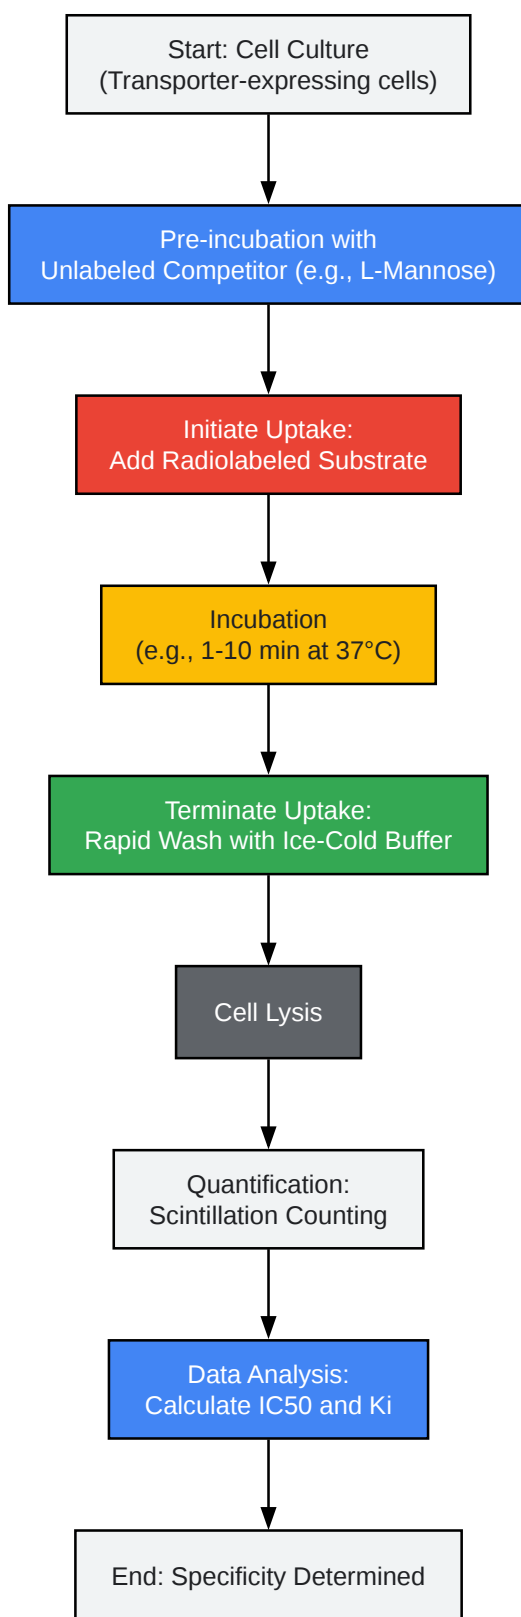 Start: Cell Culture
(Transporter-expressing cells)
Pre-incubation with
Unlabeled Competitor (e.g., L-Mannose)
Initiate Uptake:
Add Radiolabeled Substrate
Incubation
(e.g., 1-10 min at 37°C)
Terminate Uptake:
Rapid Wash with Ice-Cold Buffer
Cell Lysis
Quantification:
Scintillation Counting
Data Analysis:
Calculate IC50 and Ki
End: Specificity Determined